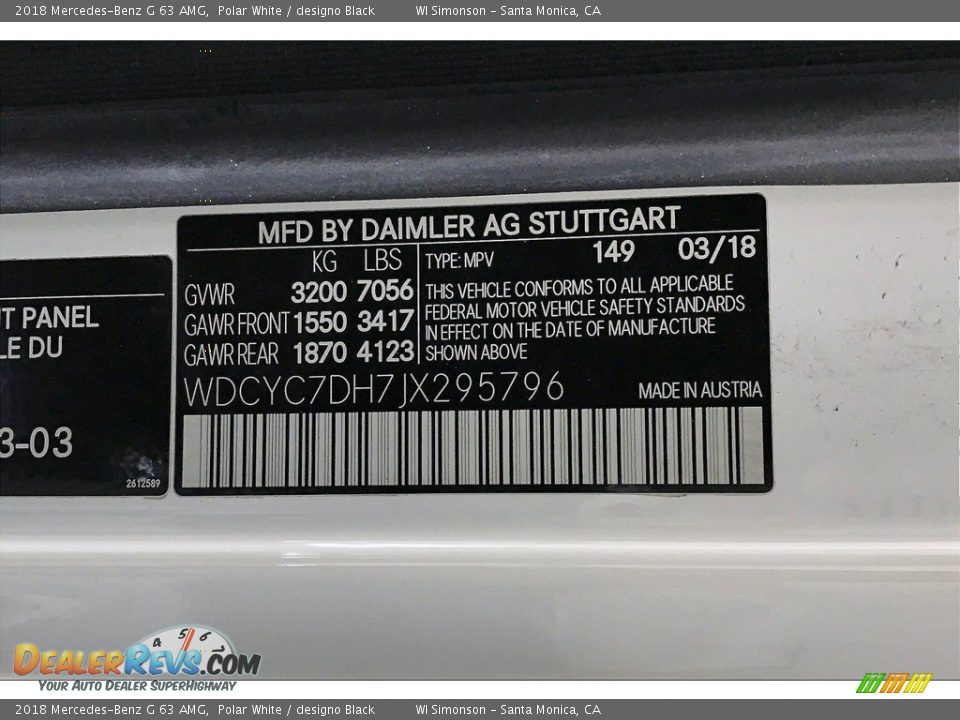 2018 Mercedes-Benz G 63 AMG, Polar White / designo Black WI Simonson - Santa Monica, CA
MFD BY DAIMLER AG STUTTGART
KG LBS TYPE: MPV 149 03/18
GVWR 3200 7056
GAWR FRONT 1550 3417
GAWR REAR 1870 4123
THIS VEHICLE CONFORMS TO ALL APPLICABLE
FEDERAL MOTOR VEHICLE SAFETY STANDARDS
IN EFFECT ON THE DATE OF MANUFACTURE
SHOWN ABOVE
WDCYC7DH7JX295796 MADE IN AUSTRIA
PANEL
LE DU
3-03
2612589
4 5 6 7
DEALERREVS.COM
YOUR AUTO DEALER SUPERHIGHWAY
2018 Mercedes-Benz G 63 AMG, Polar White / designo Black WI Simonson - Santa Monica, CA